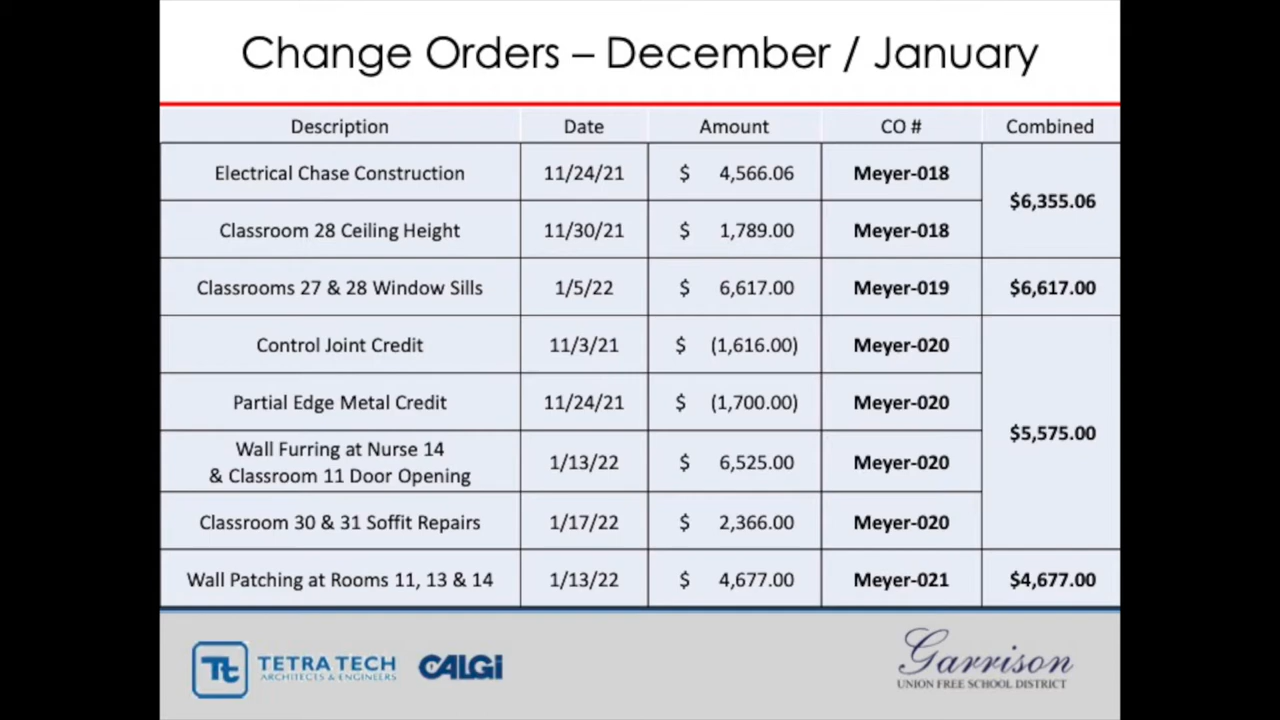 Change Orders – December / January
Description Date Amount CO # Combined
Electrical Chase Construction 11/24/21 $ 4,566.06 Meyer-018
$6,355.06
Classroom 28 Ceiling Height 11/30/21 $ 1,789.00 Meyer-018
Classrooms 27 & 28 Window Sills 1/5/22 $ 6,617.00 Meyer-019 $6,617.00
Control Joint Credit 11/3/21 $ (1,616.00) Meyer-020
Partial Edge Metal Credit 11/24/21 $ (1,700.00) Meyer-020
$5,575.00
Wall Furring at Nurse 14
& Classroom 11 Door Opening 1/13/22 $ 6,525.00 Meyer-020
Classroom 30 & 31 Soffit Repairs 1/17/22 $ 2,366.00 Meyer-020
Wall Patching at Rooms 11, 13 & 14 1/13/22 $ 4,677.00 Meyer-021 $4,677.00
Tt TETRA TECH
ARCHITECTS & ENGINEERS
CALGI
Garrison
UNION FREE SCHOOL DISTRICT